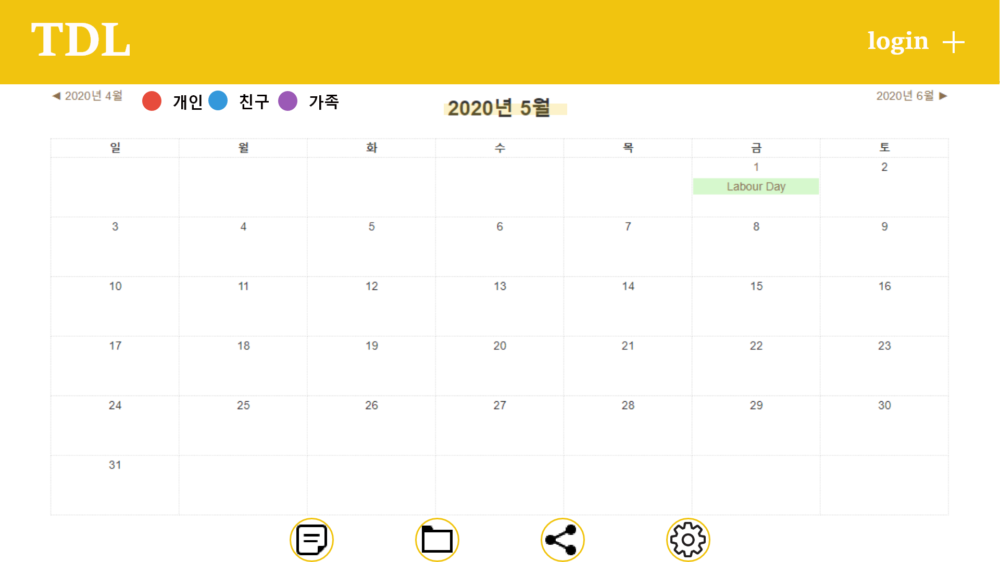 TDL
login
◀ 2020년 4월
개인 친구 가족
2020년 5월
2020년 6월 ▶
일 월 화 수 목 금 토
1 2
Labour Day
3 4 5 6 7 8 9
10 11 12 13 14 15 16
17 18 19 20 21 22 23
24 25 26 27 28 29 30
31